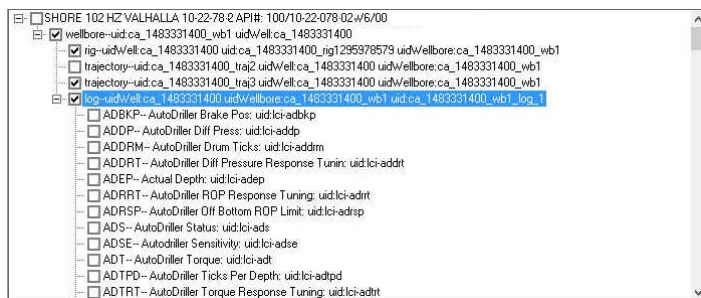 SHORE 102 HZ VALHALLA 10-22-78-2 API#: 100/10-22-078-02w6/00
wellbore--uid:ca_1483331400_wb1 uidWell:ca_1483331400
rig--uidWell:ca_1483331400 uid:ca_1483331400_rig1295978579 uidWellbore:ca_1483331400_wb1
trajectory--uidWell:ca_1483331400 uid:ca_1483331400_traj2 uidWellbore:ca_1483331400_wb1
trajectory--uidWell:ca_1483331400 uid:ca_1483331400_traj3 uidWellbore:ca_1483331400_wb1
log--uidWell:ca_1483331400 uidWellbore:ca_1483331400_wb1 uid:ca_1483331400_wb1_log_1
ADBKP-- AutoDriller Brake Pos: uid:lci-adbkp
ADDP-- AutoDriller Diff Press: uid:lci-addp
ADDRM-- AutoDriller Drum Ticks: uid:lci-addrm
ADDRT-- AutoDriller Diff Pressure Response Tunin: uid:lci-addrt
ADEP-- Actual Depth: uid:lci-adep
ADRRT-- AutoDriller ROP Response Tuning: uid:lci-adrrt
ADRSP-- AutoDriller Off Bottom ROP Limit: uid:lci-adrsp
ADS-- AutoDriller Status: uid:lci-ads
ADSE-- Autodriller Sensitivity: uid:lci-adse
ADT-- AutoDriller Torque: uid:lci-adt
ADTPD-- AutoDriller Ticks Per Depth: uid:lci-adtpd
ADTRT-- AutoDriller Torque Response Tuning: uid:lci-adtrt